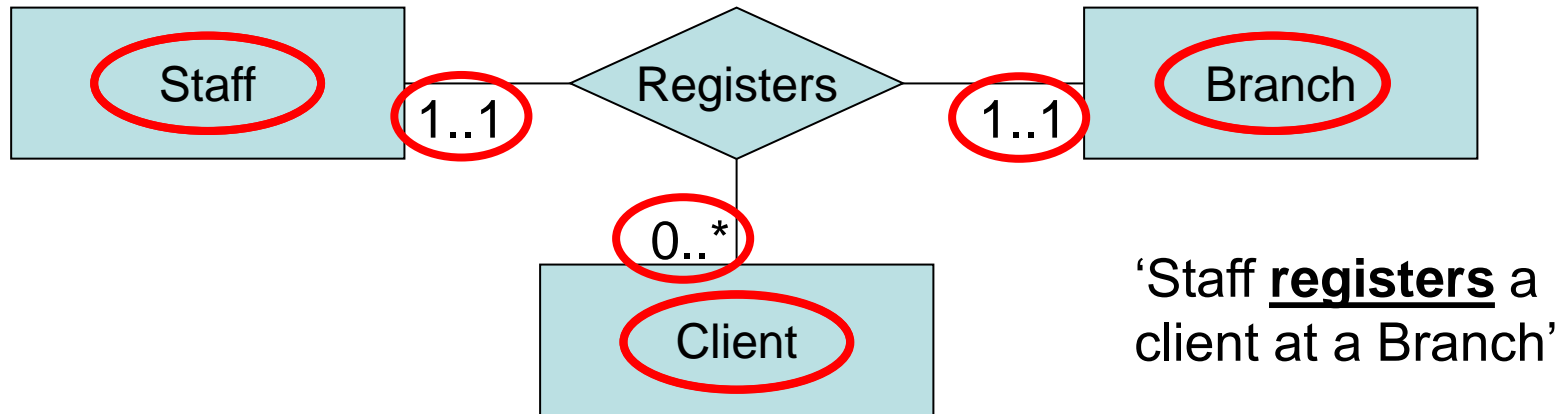 Staff
Registers
Branch
1..1
1..1
0..*
Client
‘Staff registers a
client at a Branch’